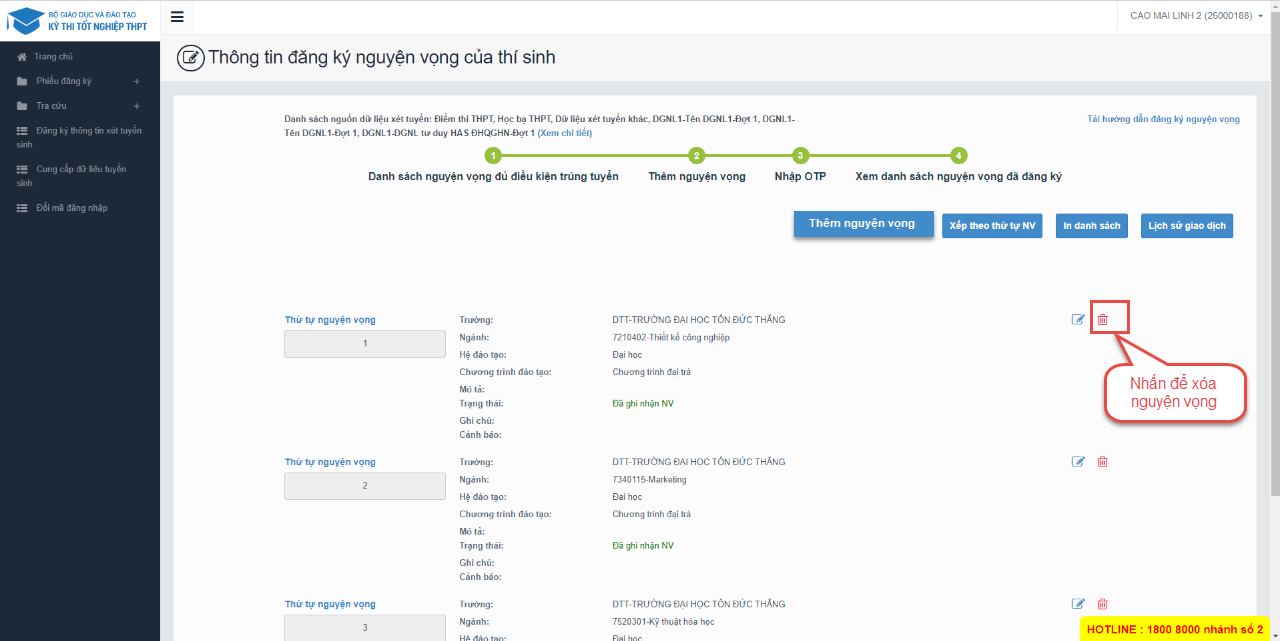 BỘ GIÁO DỤC VÀ ĐÀO TẠO
KỲ THI TỐT NGHIỆP THPT
CAO MAI LINH 2 (26000188)
Trang chủ
Phiếu đăng ký +
Tra cứu +
Đăng ký thông tin xét tuyển
sinh
Cung cấp dữ liệu tuyển
sinh
Đổi mã đăng nhập
Thông tin đăng ký nguyện vọng của thí sinh
Danh sách nguồn dữ liệu xét tuyển: Điểm thi THPT, Học bạ THPT, Dữ liệu xét tuyển khác, DGNL1-Tên DGNL1-Đợt 1, DGNL1-
Tên DGNL1-Đợt 1, DGNL1-DGNL tư duy HAS ĐHQGHN-Đợt 1 (Xem chi tiết)
Tải hướng dẫn đăng ký nguyện vọng
1 2 3 4
Danh sách nguyện vọng đủ điều kiện trúng tuyển Thêm nguyện vọng Nhập OTP Xem danh sách nguyện vọng đã đăng ký
Thêm nguyện vọng Xếp theo thứ tự NV In danh sách Lịch sử giao dịch
Thứ tự nguyện vọng
1
Trường: DTT-TRƯỜNG ĐẠI HỌC TÔN ĐỨC THẮNG
Ngành: 7210402-Thiết kế công nghiệp
Hệ đào tạo: Đại học
Chương trình đào tạo: Chương trình đại trà
Mô tả:
Trạng thái: Đã ghi nhận NV
Ghi chú:
Cảnh báo:
Nhấn để xóa
nguyện vọng
Thứ tự nguyện vọng
2
Trường: DTT-TRƯỜNG ĐẠI HỌC TÔN ĐỨC THẮNG
Ngành: 7340115-Marketing
Hệ đào tạo: Đại học
Chương trình đào tạo: Chương trình đại trà
Mô tả:
Trạng thái: Đã ghi nhận NV
Ghi chú:
Cảnh báo:
Thứ tự nguyện vọng
3
Trường: DTT-TRƯỜNG ĐẠI HỌC TÔN ĐỨC THẮNG
Ngành: 7520301-Kỹ thuật hóa học
Hệ đào tạo: Đại học
HOTLINE : 1800 8000 nhánh số 2